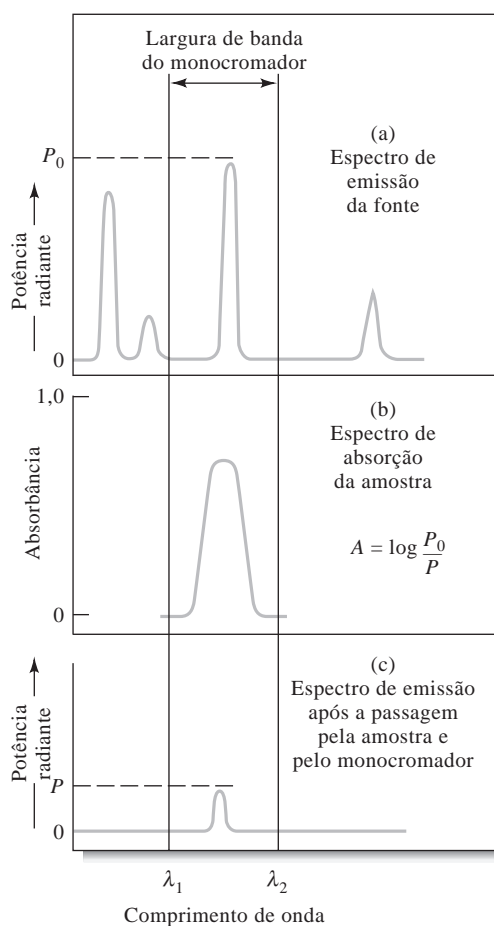 Largura de banda
do monocromador
P0
(a)
Espectro de
emissão
da fonte
Potência
radiante
0
1,0
(b)
Espectro de
absorção
da amostra
Absorbância
A = log P0/P
0
(c)
Espectro de emissão
após a passagem
pela amostra e
pelo monocromador
Potência
radiante
P
0
λ1 λ2
Comprimento de onda